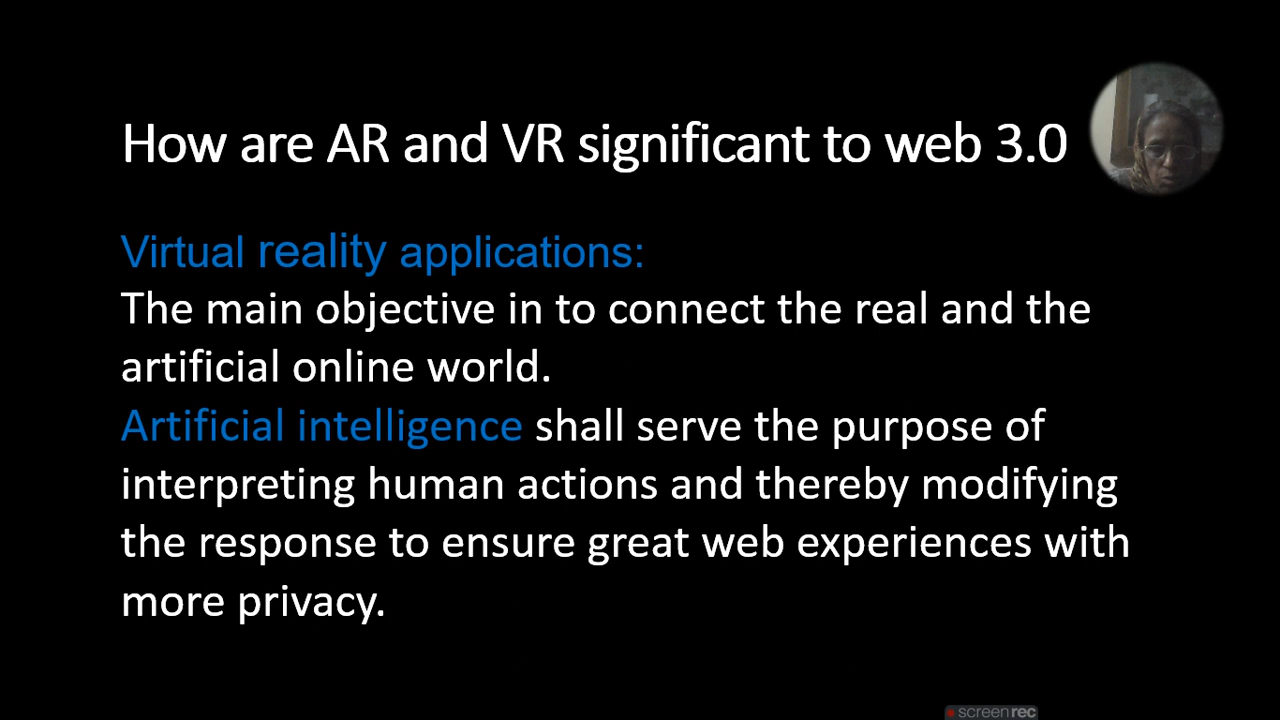 How are AR and VR significant to web 3.0
Virtual reality applications:
The main objective in to connect the real and the
artificial online world.
Artificial intelligence shall serve the purpose of
interpreting human actions and thereby modifying
the response to ensure great web experiences with
more privacy.
screenrec